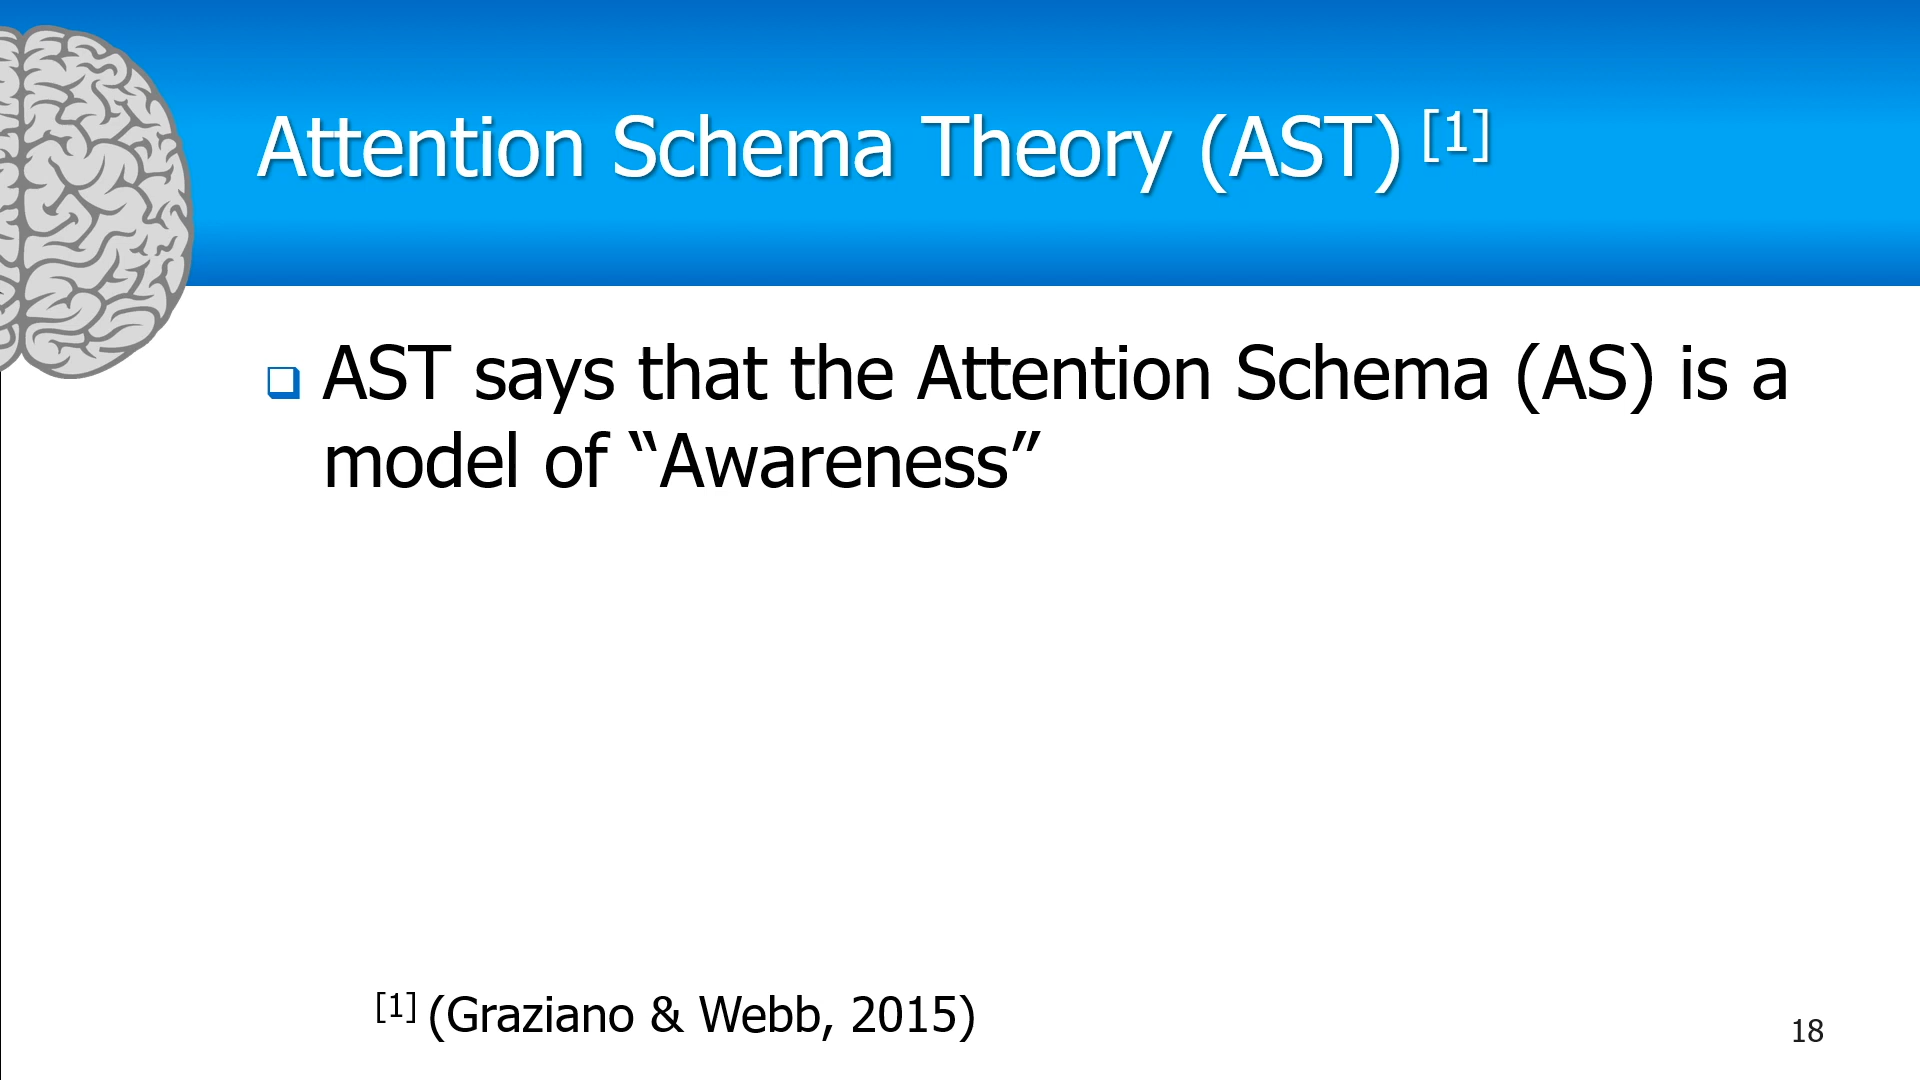 Attention Schema Theory (AST) [1]
AST says that the Attention Schema (AS) is a
model of “Awareness”
[1] (Graziano & Webb, 2015)
18